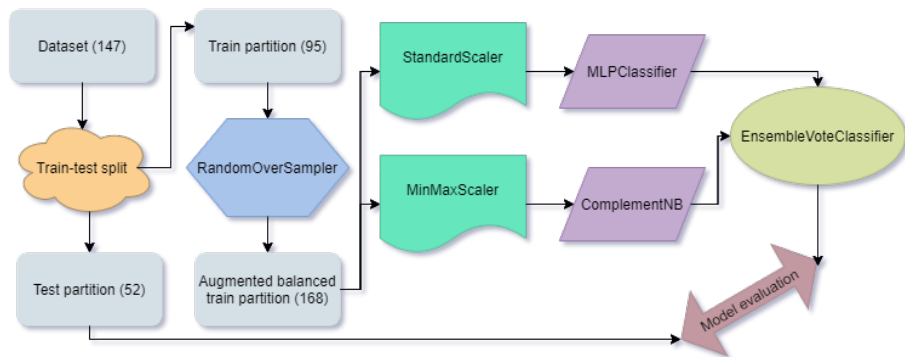 Dataset (147)
Train-test split
Test partition (52)
Train partition (95)
RandomOverSampler
Augmented balanced
train partition (168)
StandardScaler
MinMaxScaler
MLPClassifier
ComplementNB
EnsembleVoteClassifier
Model evaluation